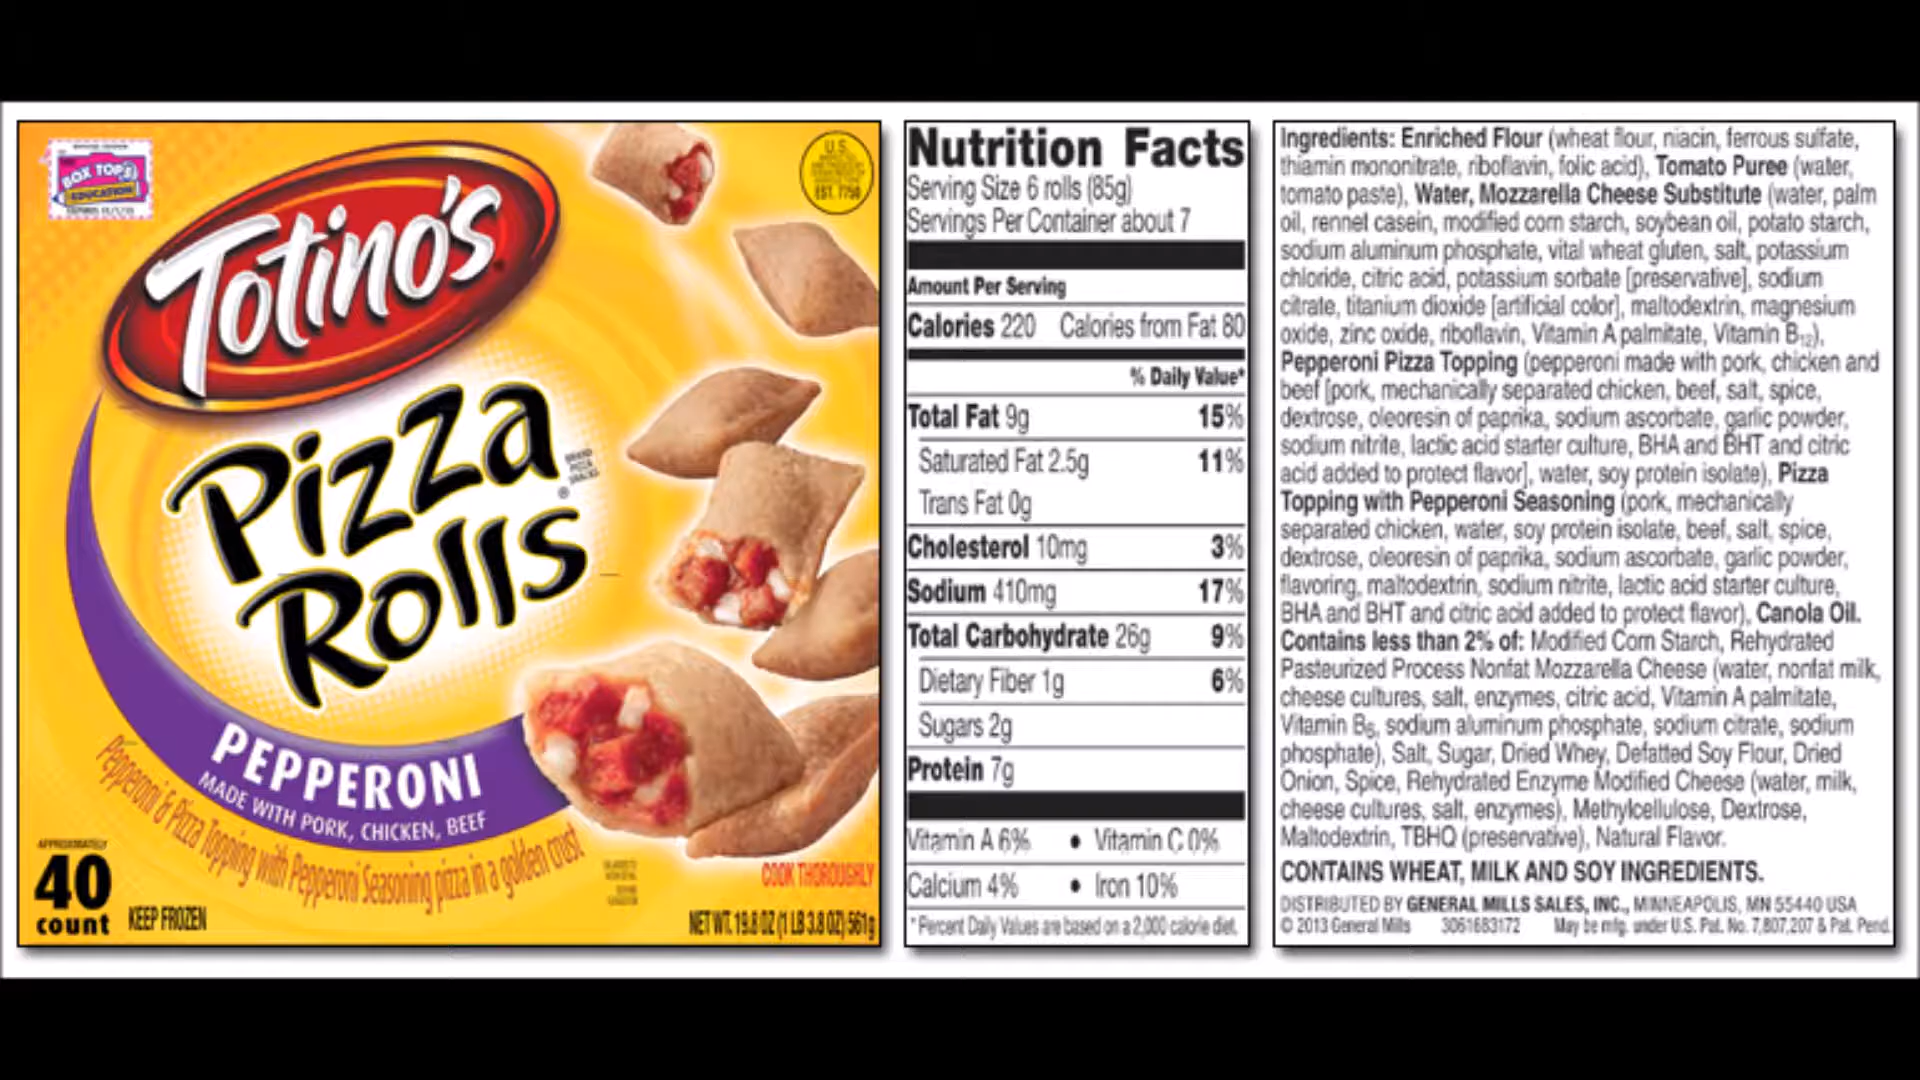 BOX TOPS
EDUCATION
U.S.
EST. 7750
Totino's
Pizza
Rolls
BRAND
PIZZA
SNACKS
®
PEPPERONI
MADE WITH PORK, CHICKEN, BEEF
Pepperoni & Pizza Topping with Pepperoni Seasoning pizza in a golden crust
APPROXIMATELY
40
count
KEEP FROZEN
COOK THOROUGHLY
NET WT. 19.8 OZ (1 LB 3.8 OZ) 561g
Nutrition Facts
Serving Size 6 rolls (85g)
Servings Per Container about 7
Amount Per Serving
Calories 220 Calories from Fat 80
% Daily Value*
Total Fat 9g 15%
Saturated Fat 2.5g 11%
Trans Fat 0g
Cholesterol 10mg 3%
Sodium 410mg 17%
Total Carbohydrate 26g 9%
Dietary Fiber 1g 6%
Sugars 2g
Protein 7g
Vitamin A 6% • Vitamin C 0%
Calcium 4% • Iron 10%
* Percent Daily Values are based on a 2,000 calorie diet.
Ingredients: Enriched Flour (wheat flour, niacin, ferrous sulfate,
thiamin mononitrate, riboflavin, folic acid), Tomato Puree (water,
tomato paste), Water, Mozzarella Cheese Substitute (water, palm
oil, rennet casein, modified corn starch, soybean oil, potato starch,
sodium aluminum phosphate, vital wheat gluten, salt, potassium
chloride, citric acid, potassium sorbate [preservative], sodium
citrate, titanium dioxide [artificial color], maltodextrin, magnesium
oxide, zinc oxide, riboflavin, Vitamin A palmitate, Vitamin B12),
Pepperoni Pizza Topping (pepperoni made with pork, chicken and
beef [pork, mechanically separated chicken, beef, salt, spice,
dextrose, oleoresin of paprika, sodium ascorbate, garlic powder,
sodium nitrite, lactic acid starter culture, BHA and BHT and citric
acid added to protect flavor], water, soy protein isolate), Pizza
Topping with Pepperoni Seasoning (pork, mechanically
separated chicken, water, soy protein isolate, beef, salt, spice,
dextrose, oleoresin of paprika, sodium ascorbate, garlic powder,
flavoring, maltodextrin, sodium nitrite, lactic acid starter culture,
BHA and BHT and citric acid added to protect flavor), Canola Oil.
Contains less than 2% of: Modified Corn Starch, Rehydrated
Pasteurized Process Nonfat Mozzarella Cheese (water, nonfat milk,
cheese cultures, salt, enzymes, citric acid, Vitamin A palmitate,
Vitamin B6, sodium aluminum phosphate, sodium citrate, sodium
phosphate), Salt, Sugar, Dried Whey, Defatted Soy Flour, Dried
Onion, Spice, Rehydrated Enzyme Modified Cheese (water, milk,
cheese cultures, salt, enzymes), Methylcellulose, Dextrose,
Maltodextrin, TBHQ (preservative), Natural Flavor.
CONTAINS WHEAT, MILK AND SOY INGREDIENTS.
DISTRIBUTED BY GENERAL MILLS SALES, INC., MINNEAPOLIS, MN 55440 USA
© 2013 General Mills 3061683172 May be mfg. under U.S. Pat. No. 7,807,207 & Pat. Pend.